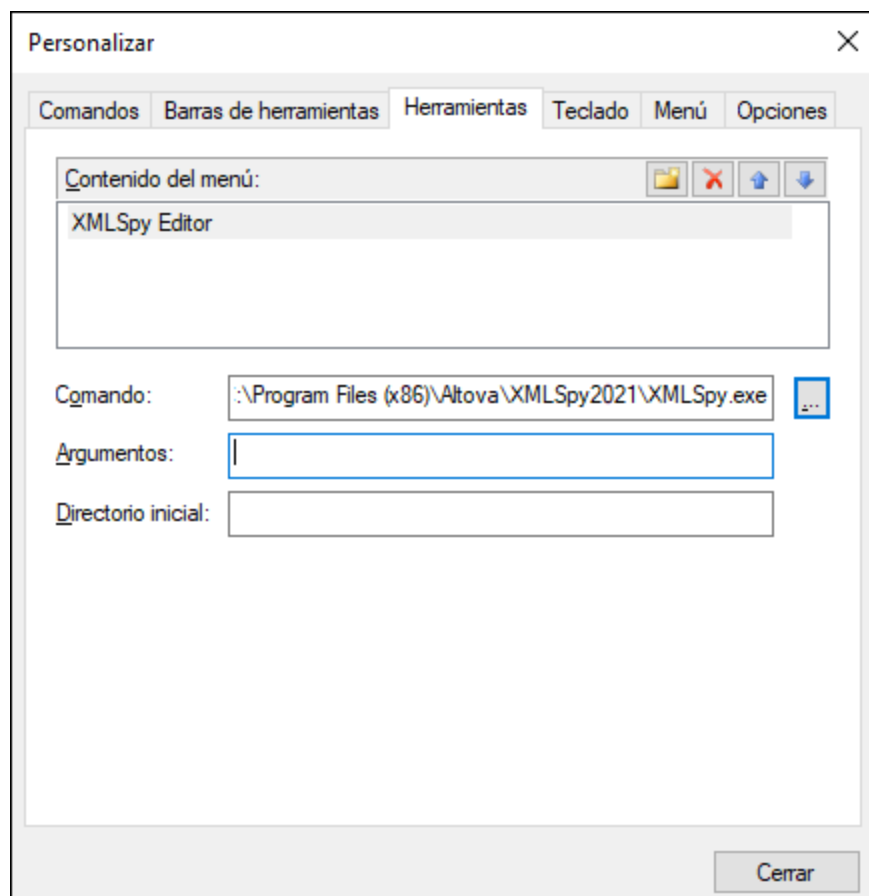 Personalizar
Comandos Barras de herramientas Herramientas Teclado Menú Opciones
Contenido del menú:
XMLSpy Editor
Comando: :\Program Files (x86)\Altova\XMLSpy2021\XMLSpy.exe ...
Argumentos:
Directorio inicial:
Cerrar